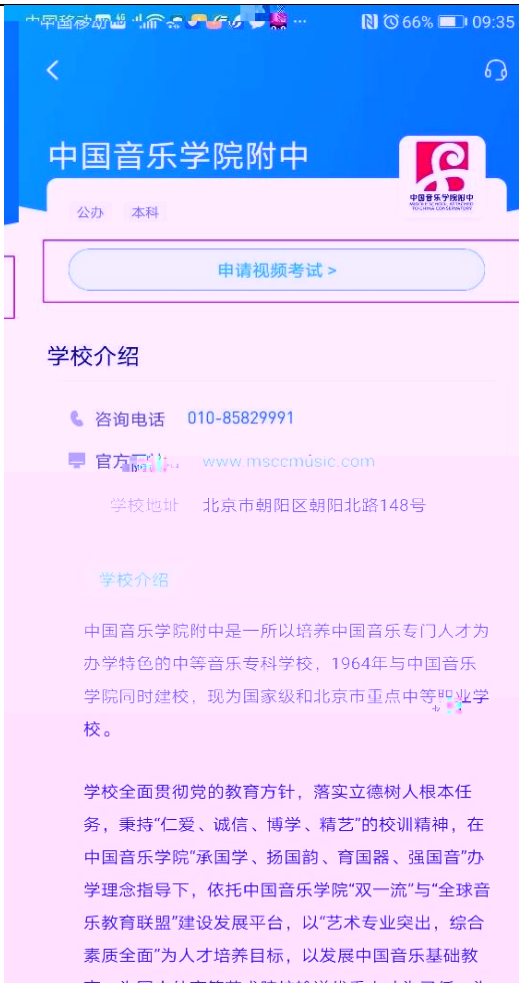 中国移动 66% 09:35
中国音乐学院附中
中国音乐学院附中
MIDDLE SCHOOL ATTACHED
TO CHINA CONSERVATORY
公办 本科
申请视频考试 >
学校介绍
咨询电话 010-85829991
官方 www.msccmusic.com
学校地址 北京市朝阳区朝阳北路148号
学校介绍
中国音乐学院附中是一所以培养中国音乐专门人才为
办学特色的中等音乐专科学校，1964年与中国音乐
学院同时建校，现为国家级和北京市重点中等职业学
校。
学校全面贯彻党的教育方针，落实立德树人根本任
务，秉持“仁爱、诚信、博学、精艺”的校训精神，在
中国音乐学院“承国学、扬国韵、育国器、强国音”办
学理念指导下，依托中国音乐学院“双一流”与“全球音
乐教育联盟”建设发展平台，以“艺术专业突出，综合
素质全面”为人才培养目标，以发展中国音乐基础教